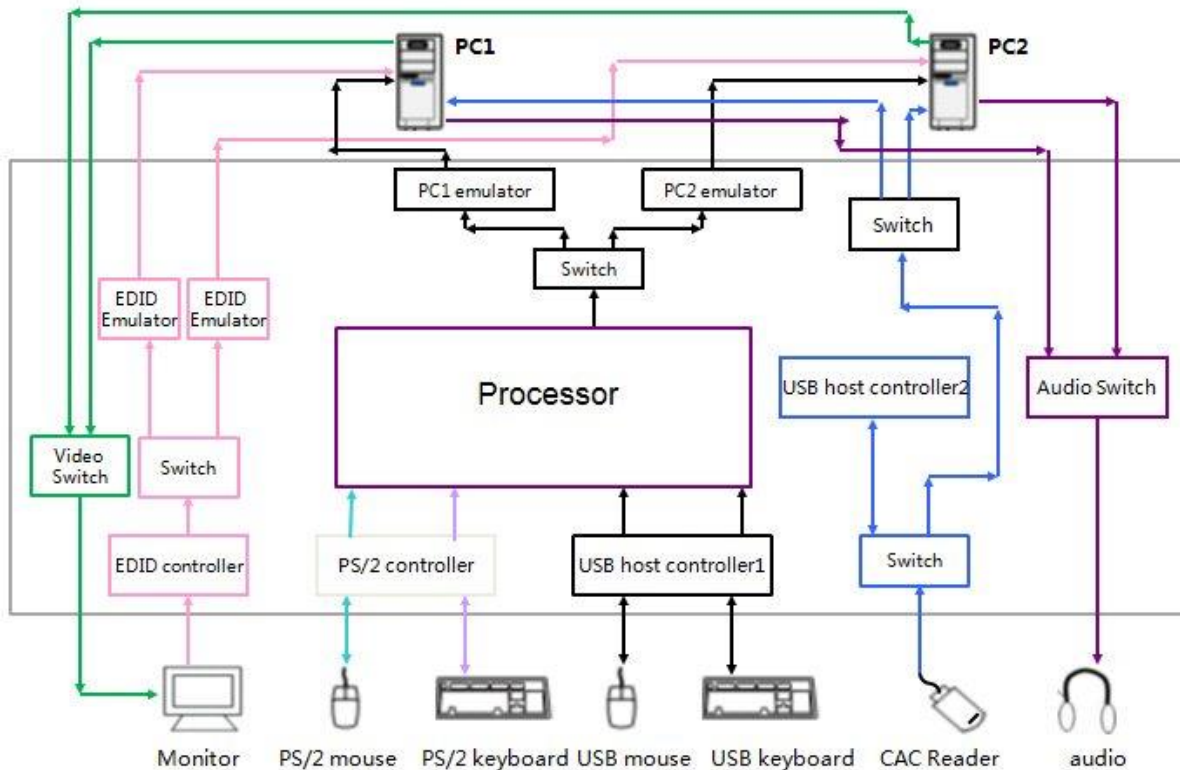 PC1
PC2
PC1 emulator
PC2 emulator
Switch
Switch
EDID
Emulator
EDID
Emulator
Processor
USB host controller2
Audio Switch
Video
Switch
Switch
EDID controller
PS/2 controller
USB host controller1
Switch
Monitor
PS/2 mouse
PS/2 keyboard
USB mouse
USB keyboard
CAC Reader
audio